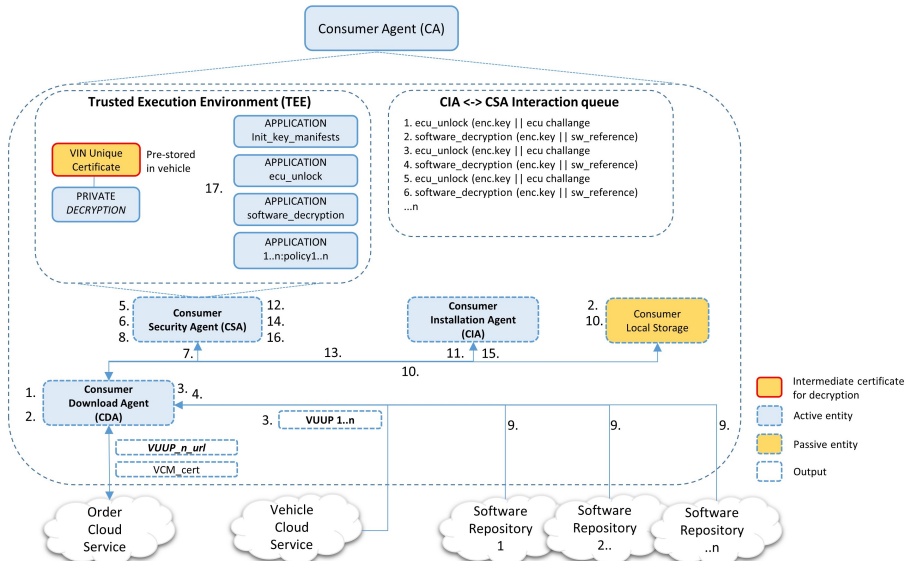 Consumer Agent (CA)
Trusted Execution Environment (TEE)
VIN Unique
Certificate
Pre-stored
in vehicle
PRIVATE
DECRYPTION
17.
APPLICATION
Init_key_manifests
APPLICATION
ecu_unlock
APPLICATION
software_decryption
APPLICATION
1..n:policy1..n
CIA <-> CSA Interaction queue
1. ecu_unlock (enc.key || ecu challange
2. software_decryption (enc.key || sw_reference)
3. ecu_unlock (enc.key || ecu challange
4. software_decryption (enc.key || sw_reference)
5. ecu_unlock (enc.key || ecu challange
6. software_decryption (enc.key || sw_reference)
...n
5.
6.
8.
Consumer
Security Agent (CSA)
12.
14.
16.
Consumer
Installation Agent
(CIA)
2.
10.
Consumer
Local Storage
7.
13.
11.
15.
10.
1.
2.
Consumer
Download Agent
(CDA)
3.
4.
3.
VUUP 1..n
9.
9.
9.
VUUP_n_url
VCM_cert
Order
Cloud
Service
Vehicle
Cloud
Service
Software
Repository
1
Software
Repository
2..
Software
Repository
..n
Intermediate certificate
for decryption
Active entity
Passive entity
Output